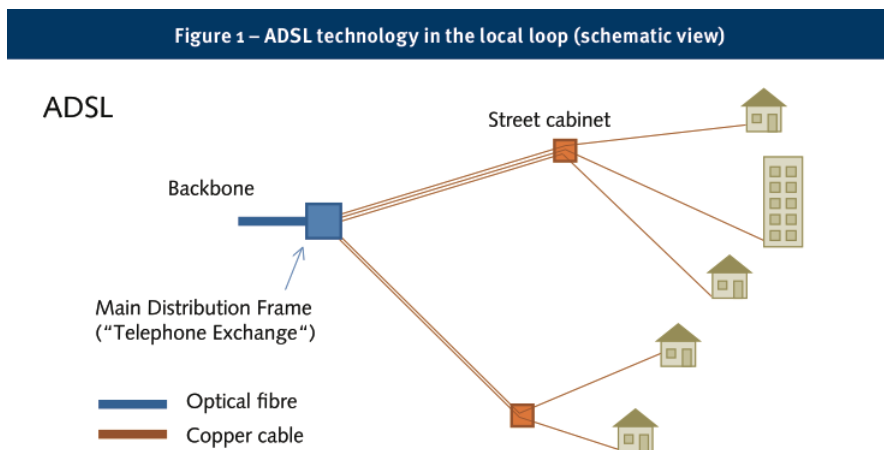 Figure 1 – ADSL technology in the local loop (schematic view)
ADSL
Street cabinet
Backbone
Main Distribution Frame
(“Telephone Exchange“)
Optical fibre
Copper cable